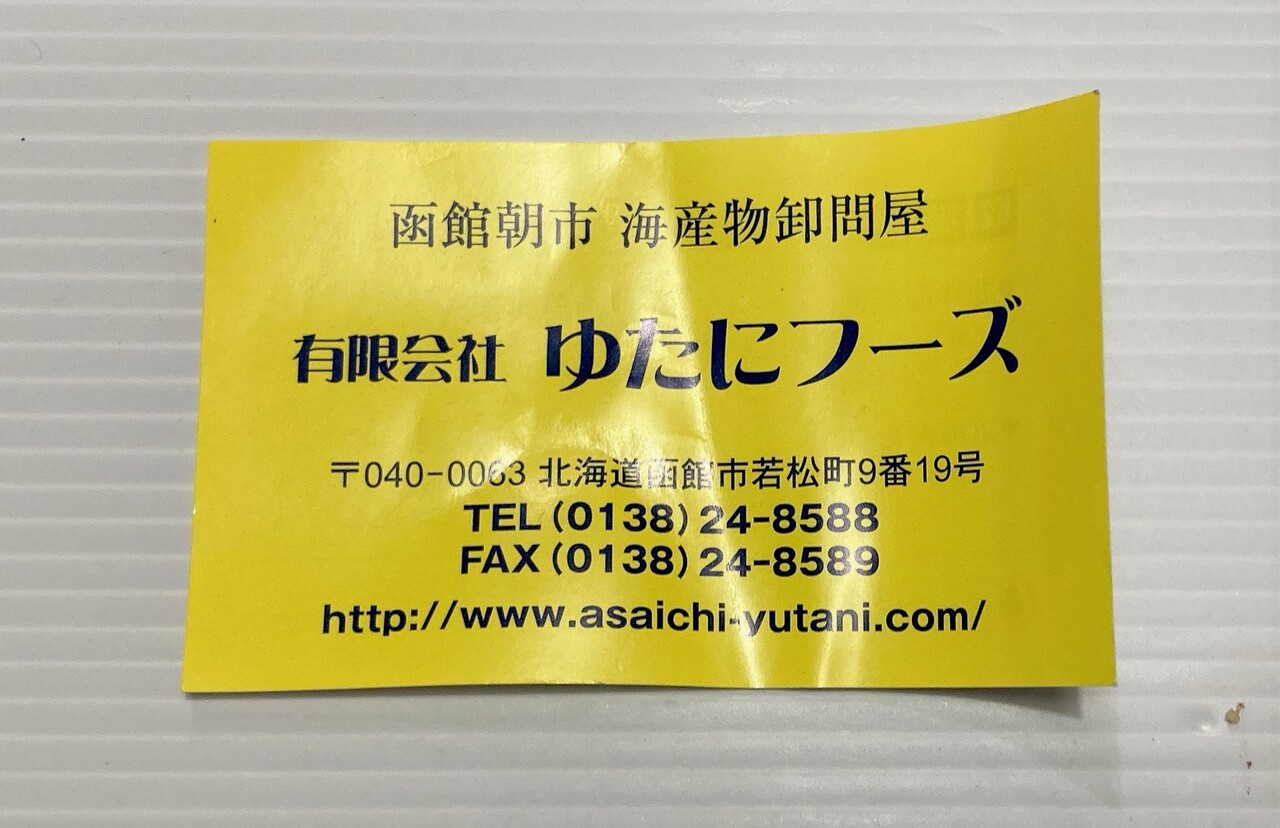 函館朝市 海産物卸問屋
有限会社 ゆたにフーズ
〒040-0063 北海道函館市若松町9番19号
TEL(0138)24-8588
FAX(0138)24-8589
http://www.asaichi-yutani.com/